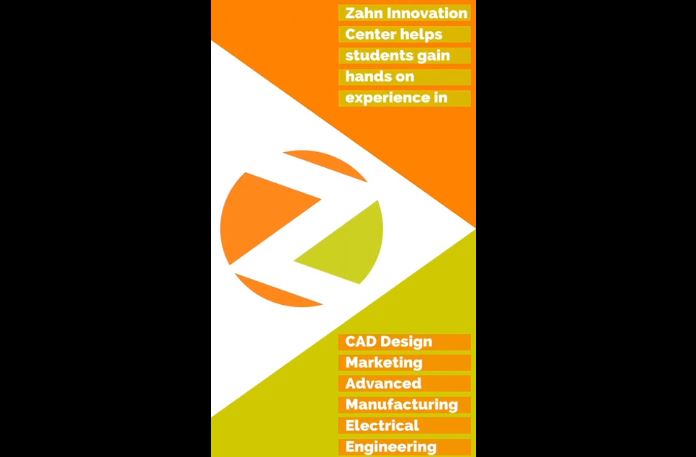 Zahn Innovation
Center helps
students gain
hands on
experience in
CAD Design
Marketing
Advanced
Manufacturing
Electrical
Engineering